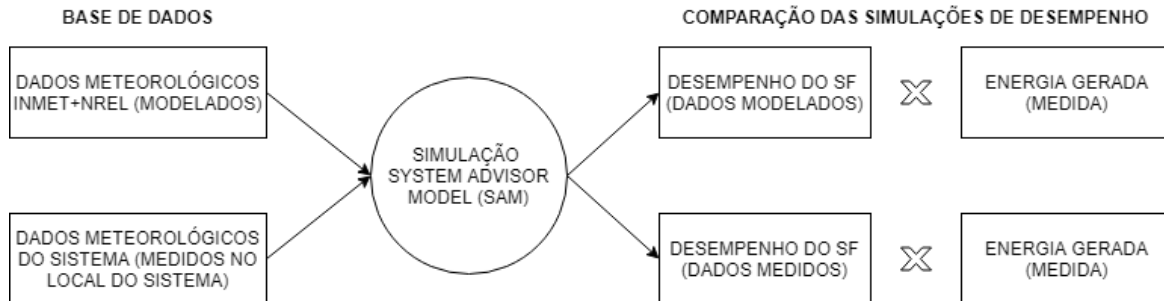 BASE DE DADOS
COMPARAÇÃO DAS SIMULAÇÕES DE DESEMPENHO
DADOS METEOROLÓGICOS
INMET+NREL (MODELADOS)
DESEMPENHO DO SF
(DADOS MODELADOS)
X
ENERGIA GERADA
(MEDIDA)
SIMULAÇÃO
SYSTEM ADVISOR
MODEL (SAM)
DADOS METEOROLÓGICOS
DO SISTEMA (MEDIDOS NO
LOCAL DO SISTEMA)
DESEMPENHO DO SF
(DADOS MEDIDOS)
X
ENERGIA GERADA
(MEDIDA)